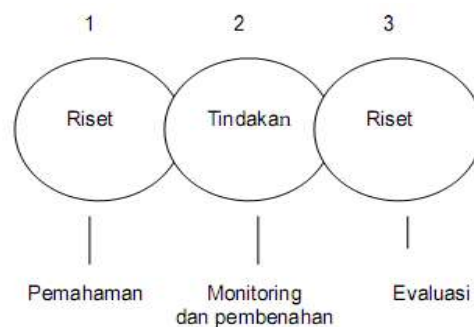 1 2 3
Riset Tindakan Riset
Pemahaman Monitoring Evaluasi
dan pembenahan